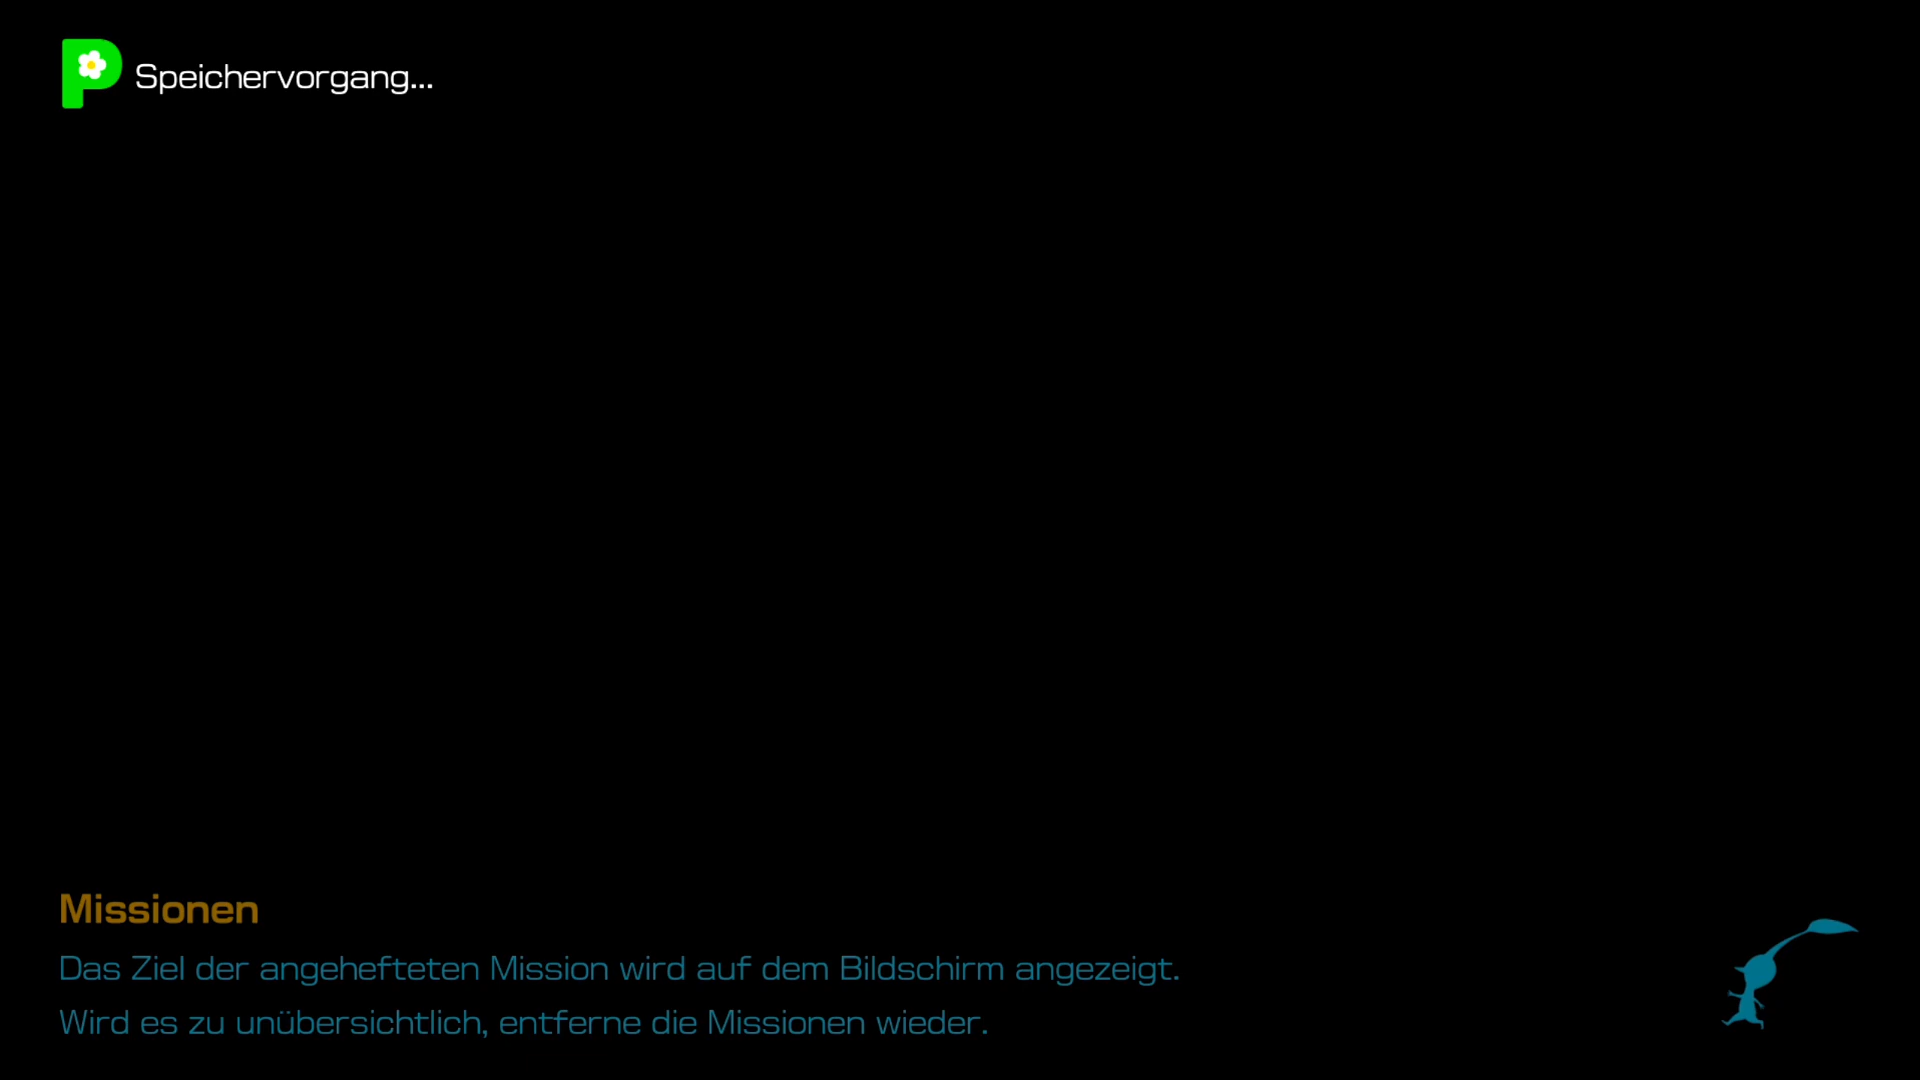 Speichervorgang...
Missionen
Das Ziel der angehefteten Mission wird auf dem Bildschirm angezeigt.
Wird es zu unübersichtlich, entferne die Missionen wieder.